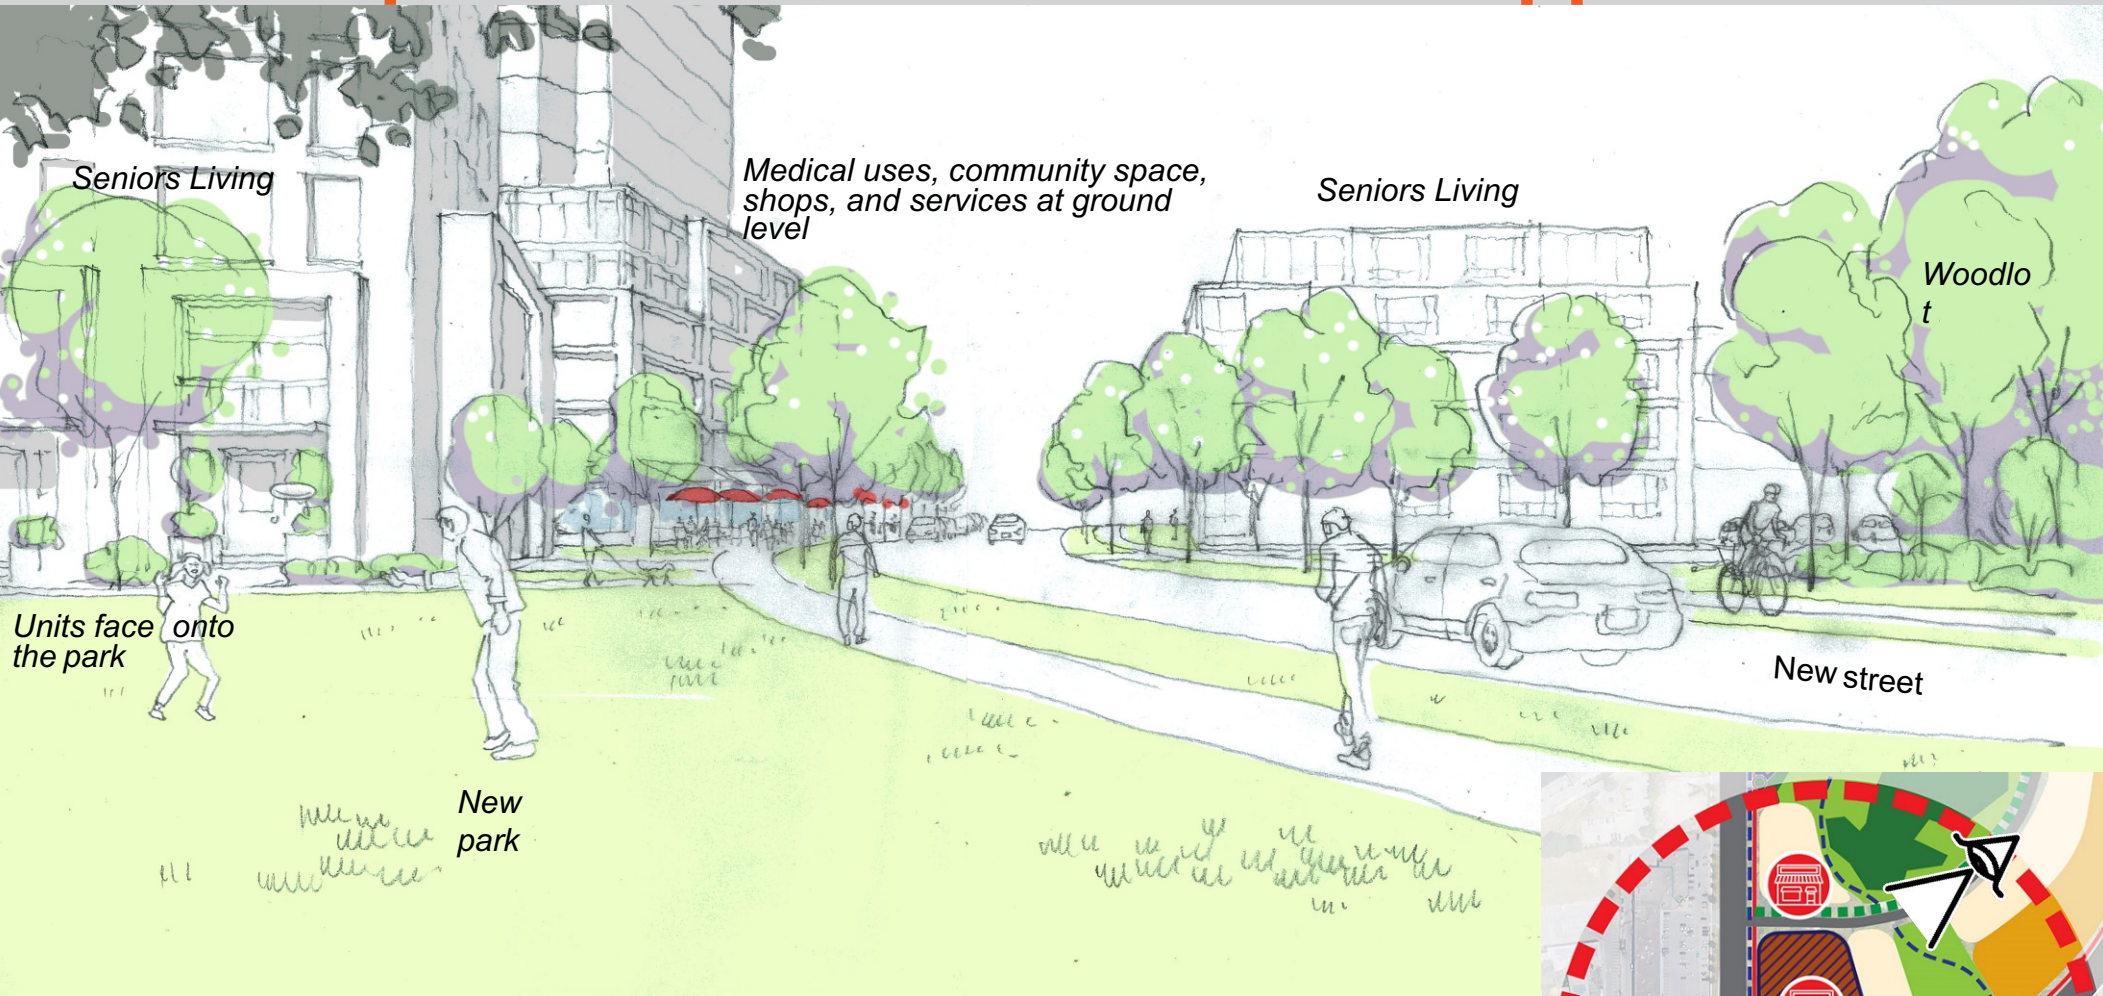 Seniors Living
Medical uses, community space,
shops, and services at ground
level
Seniors Living
Woodlo
t
Units face onto
the park
New street
New
park